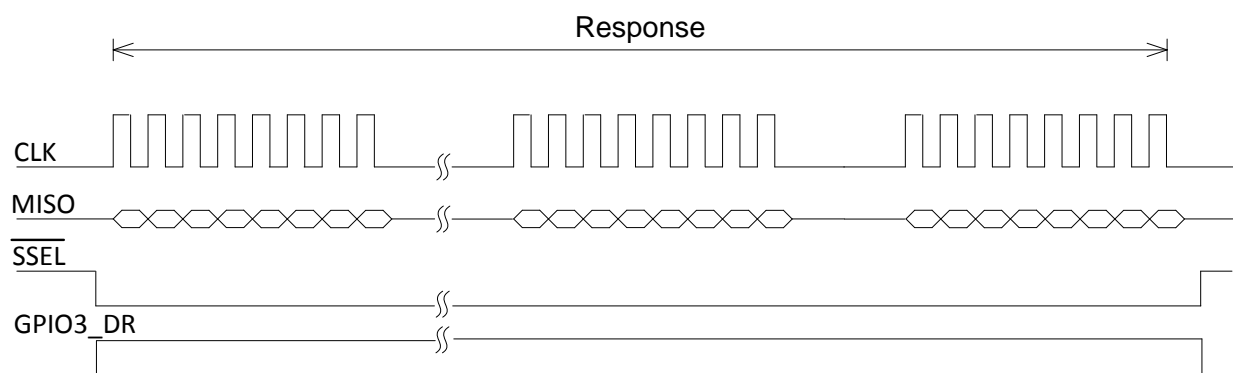 Response
CLK
MISO
SSEL
GPIO3_DR